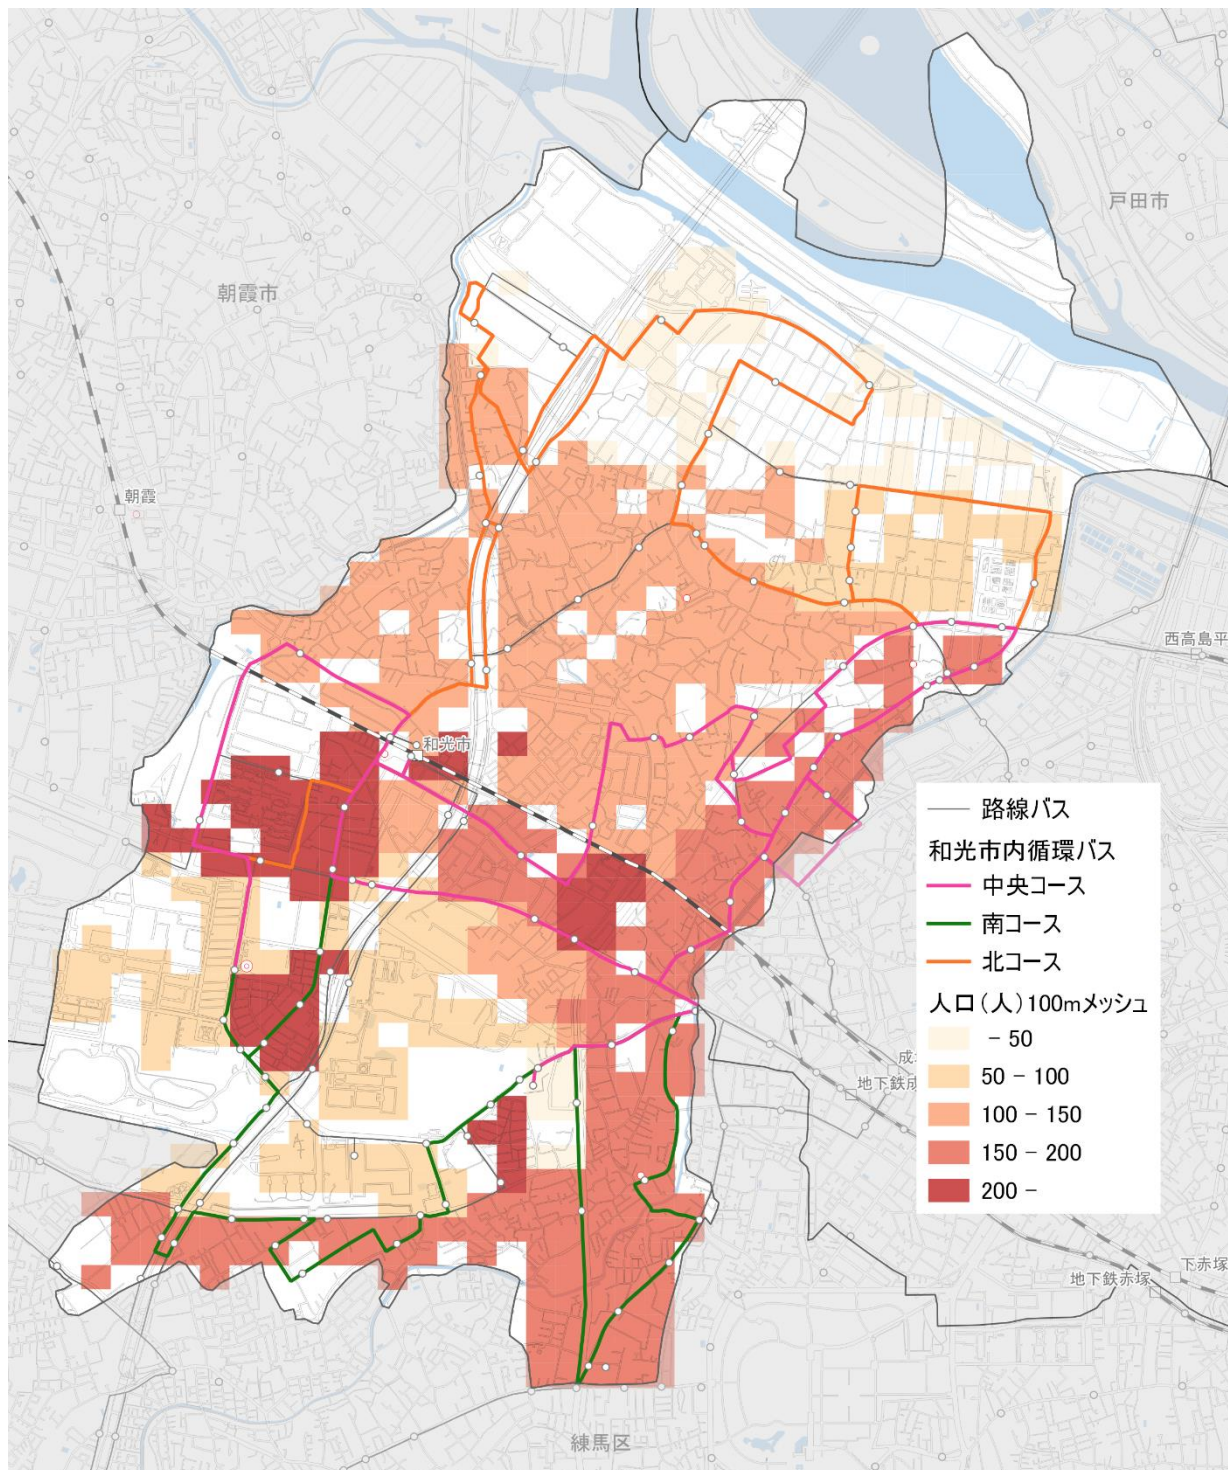 戸田市
朝霞市
朝霞
西高島平
和光市
路線バス
和光市内循環バス
中央コース
南コース
北コース
人口(人)100mメッシュ
- 50
50 - 100
100 - 150
150 - 200
200 -
地下鉄成
地下鉄赤塚
下赤塚
練馬区